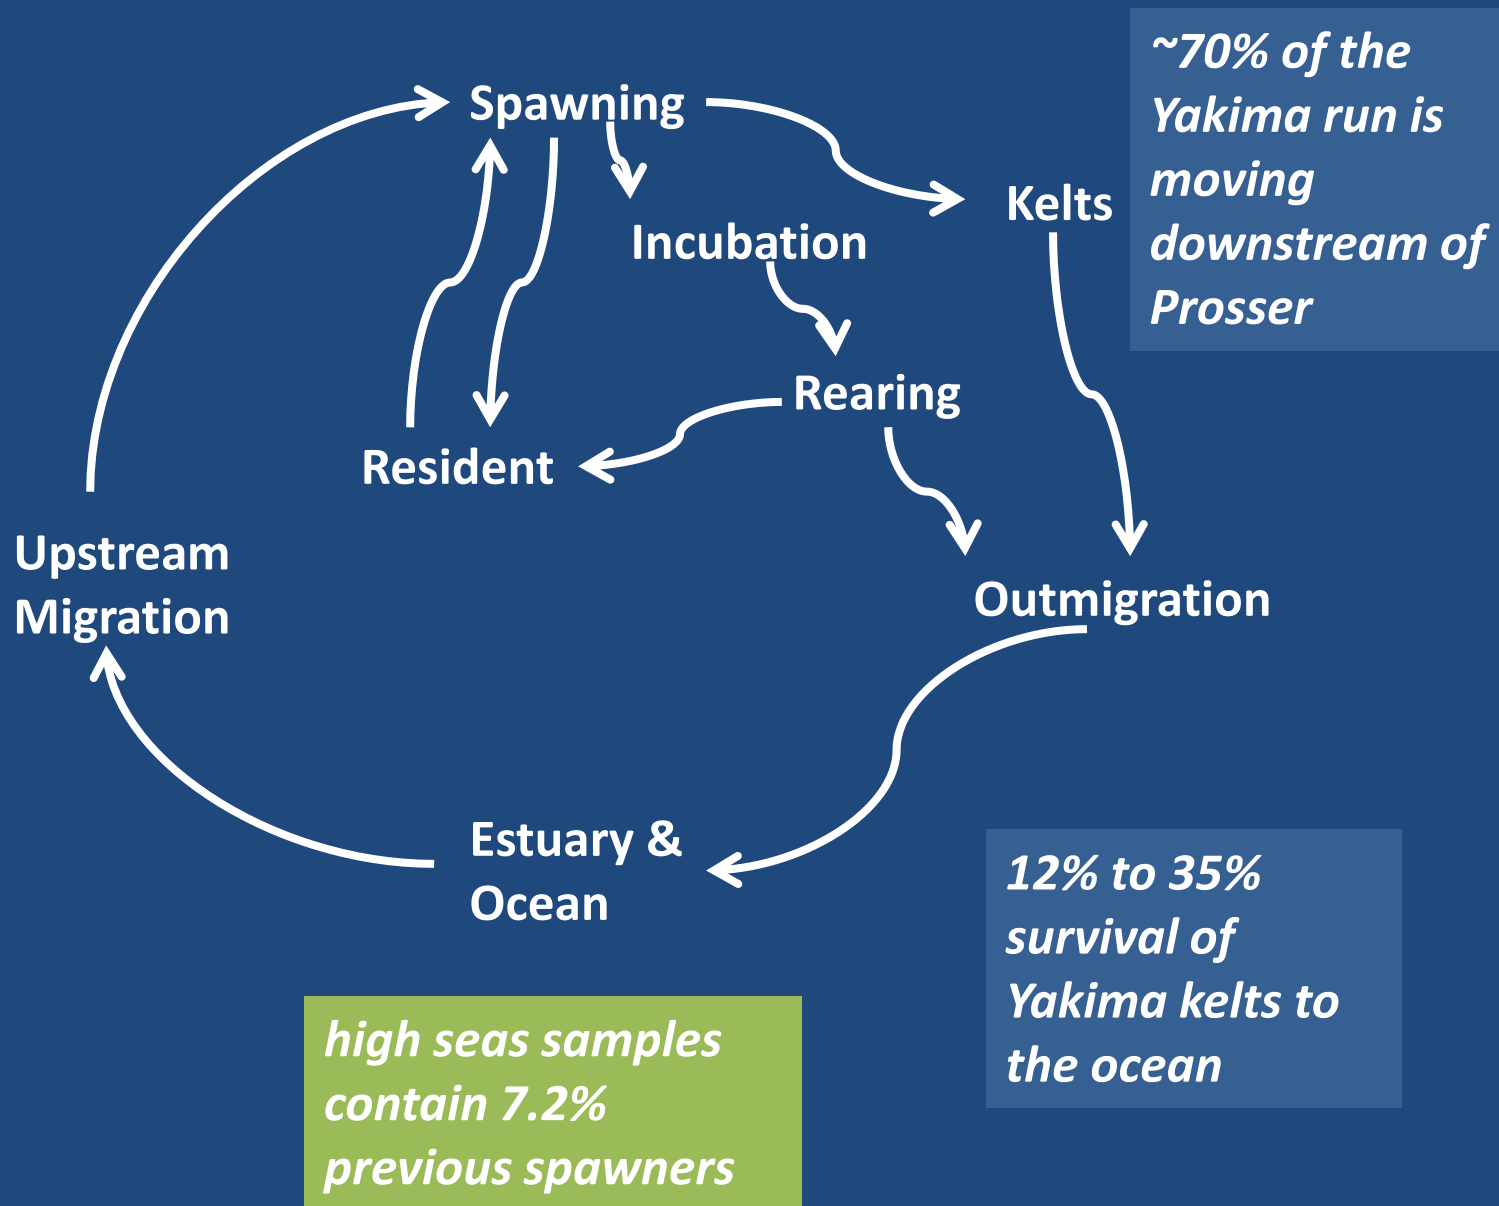 ~70% of the
Yakima run is
moving
downstream of
Prosser
Spawning
Kelts
Incubation
Rearing
Resident
Upstream
Migration
Outmigration
Estuary &
Ocean
12% to 35%
survival of
Yakima kelts to
the ocean
high seas samples
contain 7.2%
previous spawners